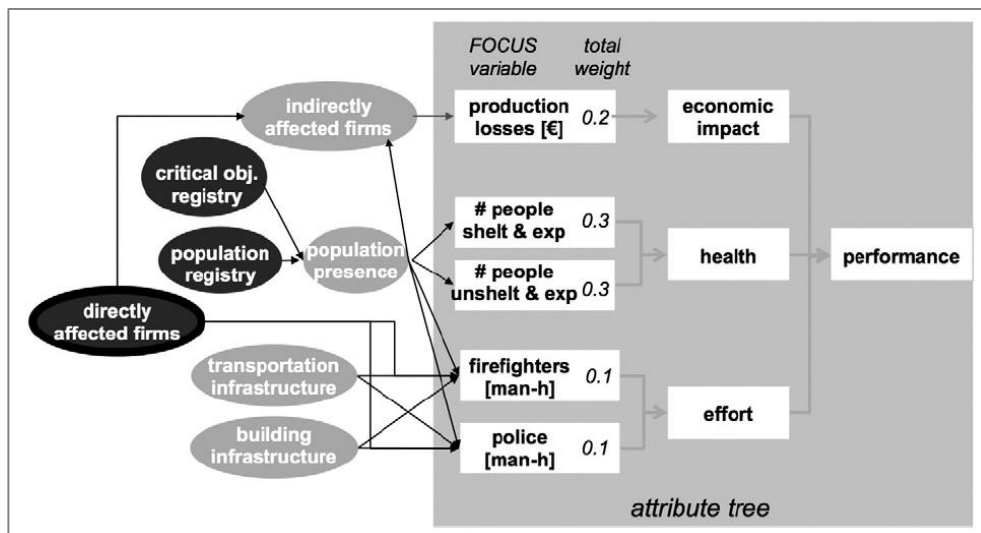 FOCUS
variable
total
weight
indirectly
affected firms
production
losses [€]
0.2
economic
impact
critical obj.
registry
# people
shelt & exp
0.3
population
registry
population
presence
health
performance
# people
unshelt & exp
0.3
directly
affected firms
transportation
infrastructure
firefighters
[man-h]
0.1
effort
building
infrastructure
police
[man-h]
0.1
attribute tree